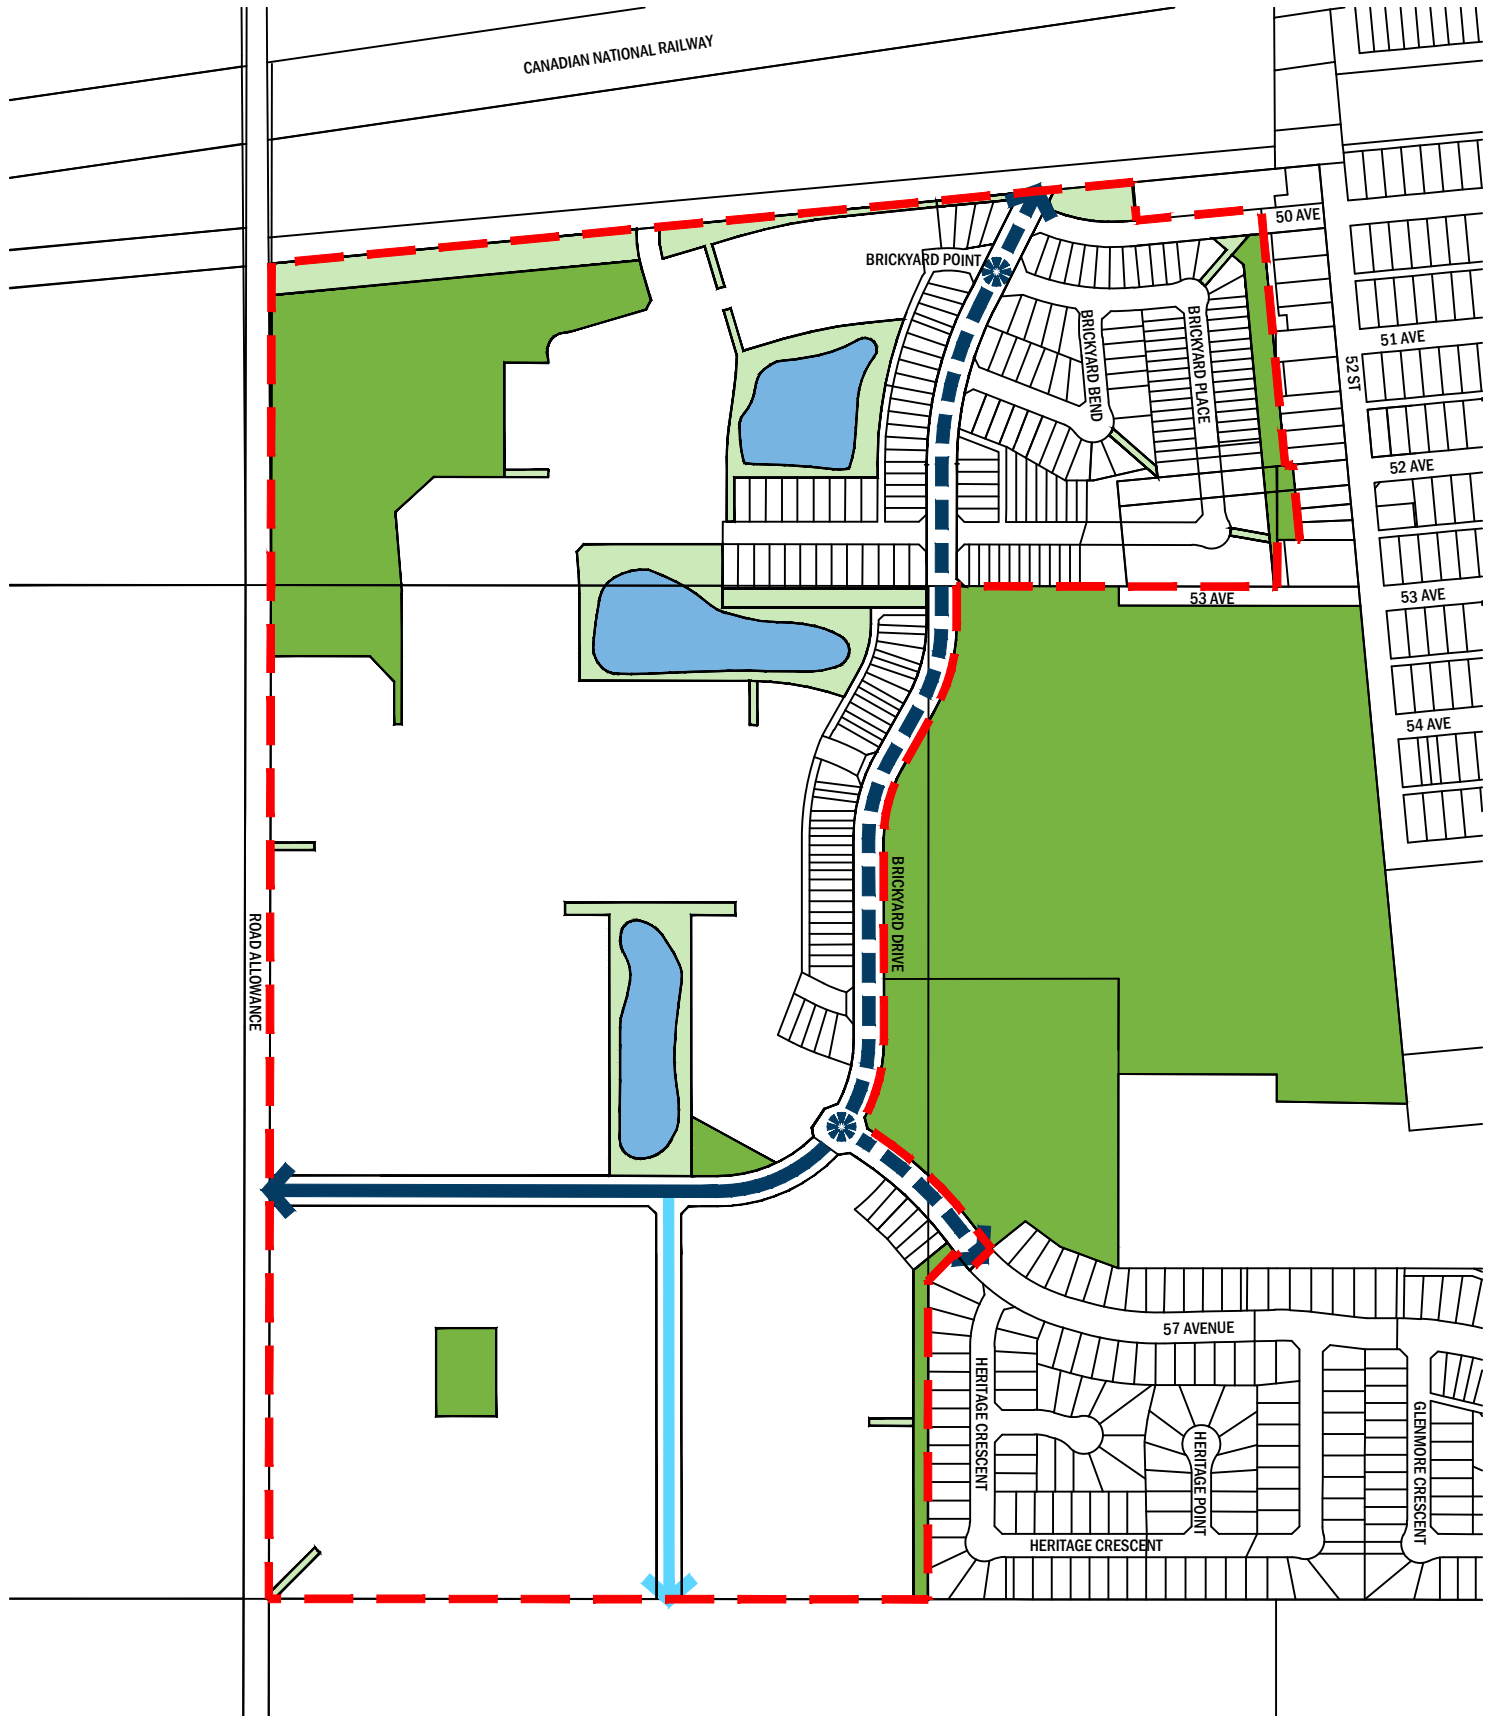 CANADIAN NATIONAL RAILWAY
50 AVE
BRICKYARD POINT
BRICKYARD BEND
BRICKYARD PLACE
51 AVE
52 ST
52 AVE
53 AVE
53 AVE
54 AVE
BRICKYARD DRIVE
ROAD ALLOWANCE
57 AVENUE
HERITAGE CRESCENT
HERITAGE POINT
GLENMORE CRESCENT
HERITAGE CRESCENT